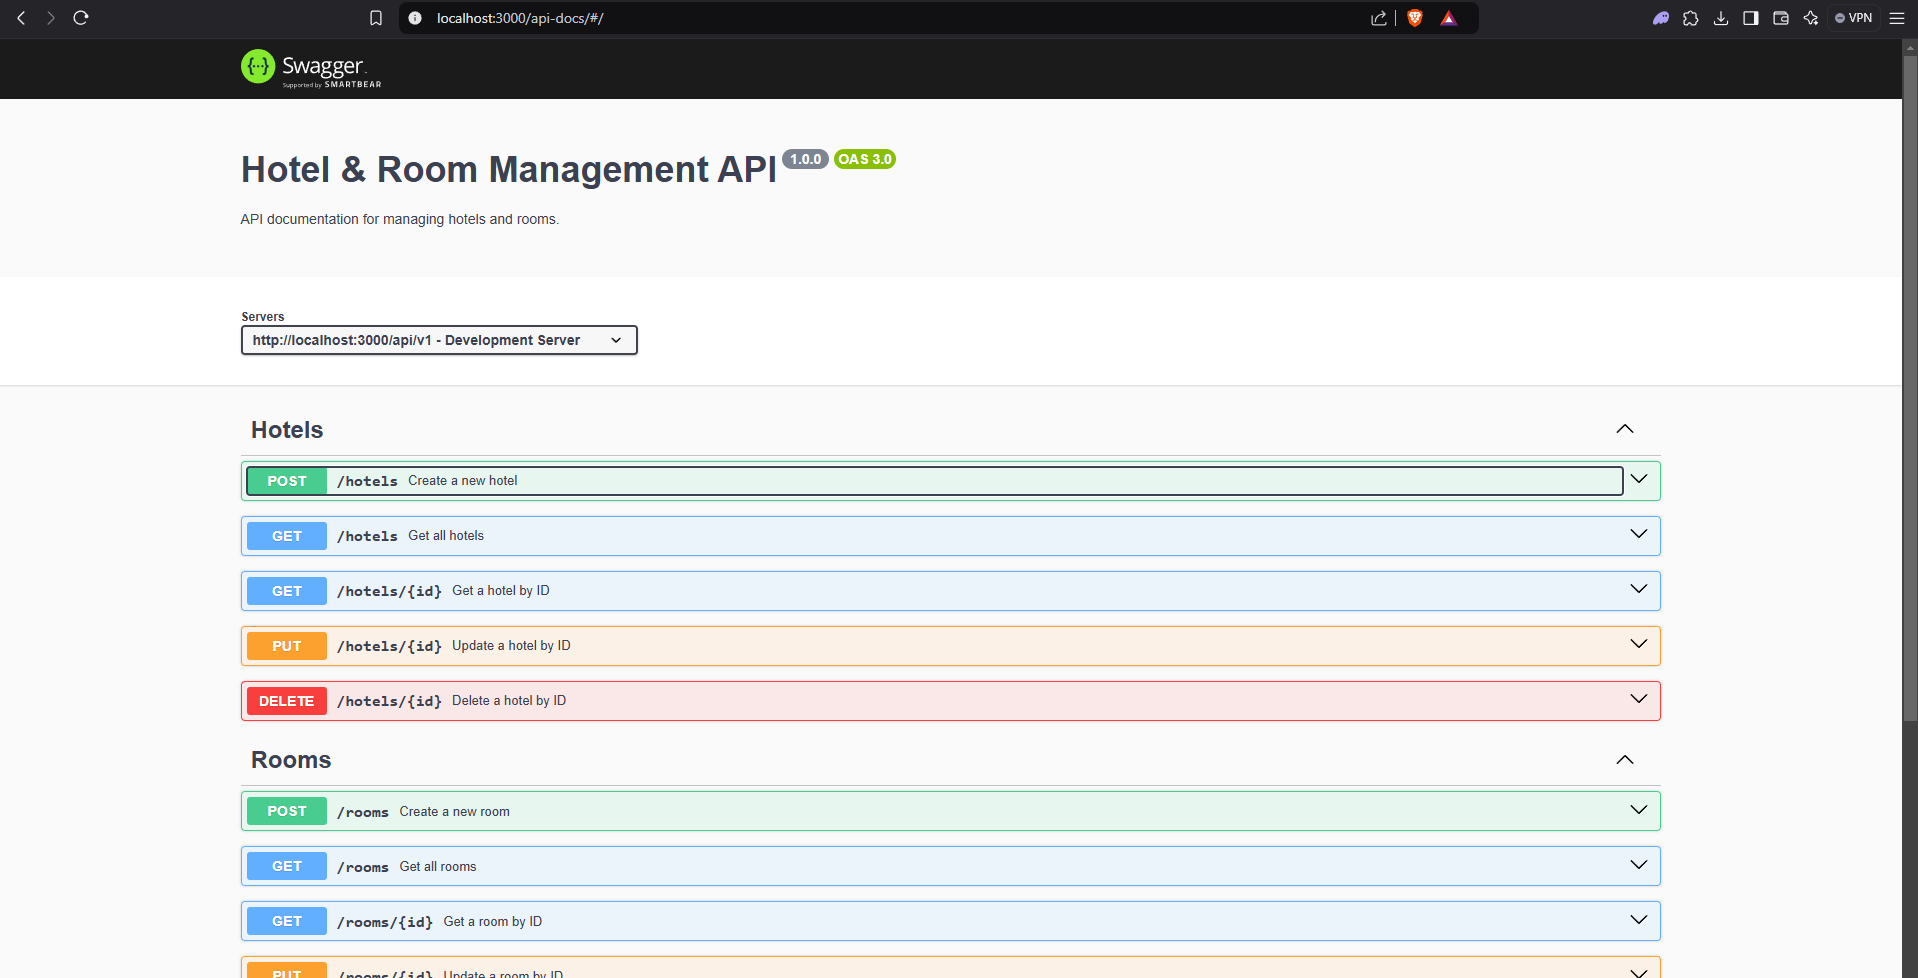 localhost:3000/api-docs/#/
VPN
Swagger.
Supported by SMARTBEAR
Hotel & Room Management API 1.0.0 OAS 3.0
API documentation for managing hotels and rooms.
Servers
http://localhost:3000/api/v1 - Development Server
Hotels
POST /hotels Create a new hotel
GET /hotels Get all hotels
GET /hotels/{id} Get a hotel by ID
PUT /hotels/{id} Update a hotel by ID
DELETE /hotels/{id} Delete a hotel by ID
Rooms
POST /rooms Create a new room
GET /rooms Get all rooms
GET /rooms/{id} Get a room by ID
PUT /rooms/{id} Update a room by ID